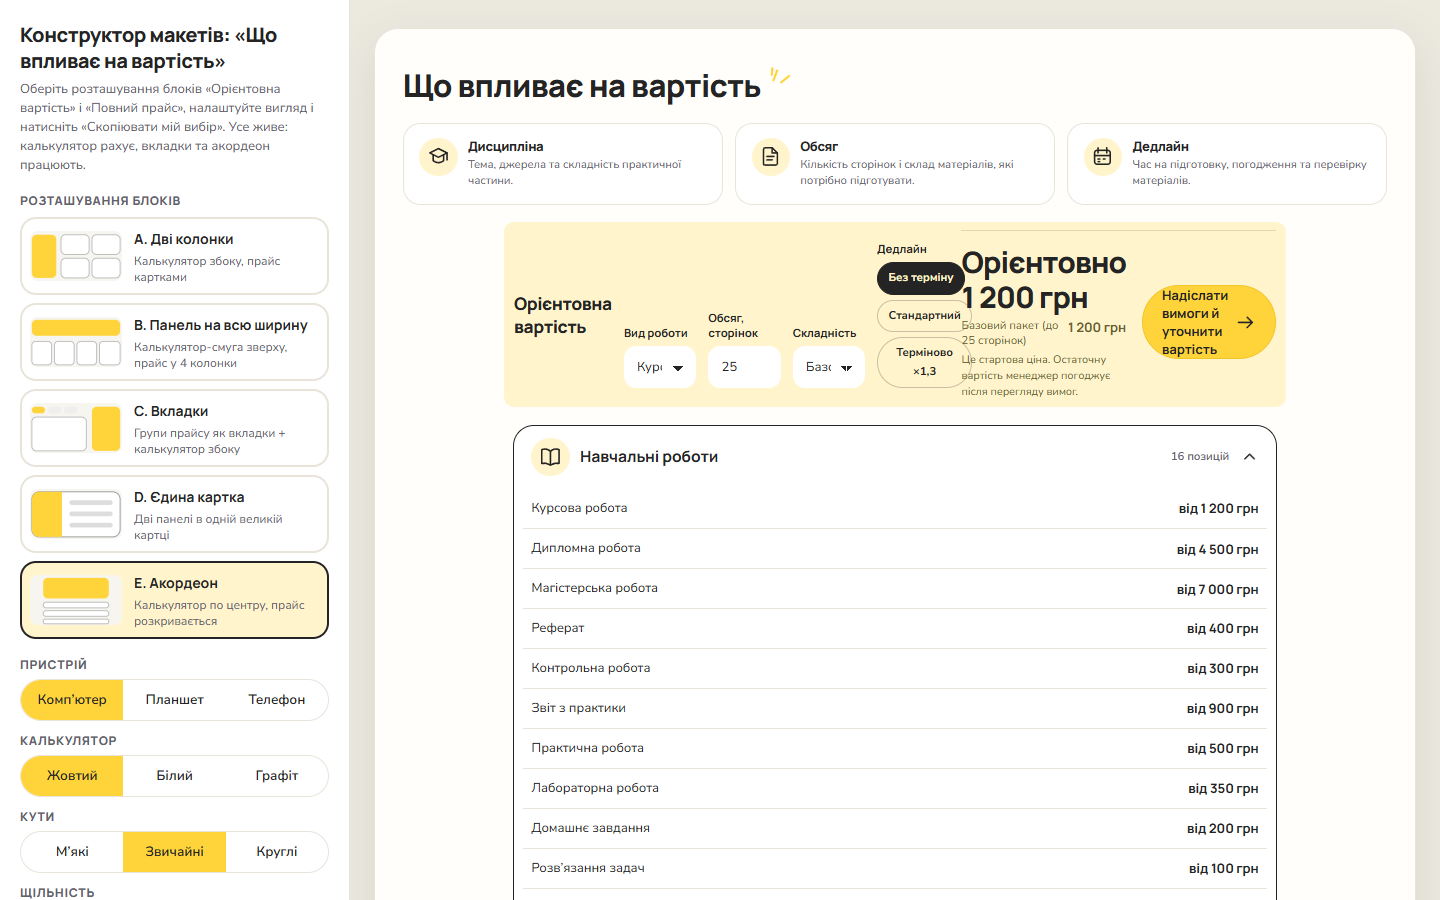 Конструктор макетів: «Що
впливає на вартість»
Оберіть розташування блоків «Орієнтовна
вартість» і «Повний прайс», налаштуйте вигляд і
натисніть «Скопіювати мій вибір». Усе живе:
калькулятор рахує, вкладки та акордеон
працюють.
РОЗТАШУВАННЯ БЛОКІВ
A. Дві колонки
Калькулятор збоку, прайс
картками
B. Панель на всю ширину
Калькулятор-смуга зверху,
прайс у 4 колонки
C. Вкладки
Групи прайсу як вкладки +
калькулятор збоку
D. Єдина картка
Дві панелі в одній великій
картці
E. Акордеон
Калькулятор по центру, прайс
розкривається
ПРИСТРІЙ
Комп’ютер
Планшет
Телефон
КАЛЬКУЛЯТОР
Жовтий
Білий
Графіт
КУТИ
М’які
Звичайні
Круглі
ЩІЛЬНІСТЬ
Що впливає на вартість
Дисципліна
Тема, джерела та складність практичної
частини.
Обсяг
Кількість сторінок і склад матеріалів, які
потрібно підготувати.
Дедлайн
Час на підготовку, погодження та перевірку
матеріалів.
Орієнтовна
вартість
Вид роботи
Обсяг,
сторінок
25
Складність
Дедлайн
Без терміну
Стандартний
Терміново
×1,3
Орієнтовно
1 200 грн
Базовий пакет (до
25 сторінок)
1 200 грн
Це стартова ціна. Остаточну
вартість менеджер погоджує
після перегляду вимог.
Надіслати
вимоги й
уточнити
вартість
Навчальні роботи
16 позицій
Курсова робота
від 1 200 грн
Дипломна робота
від 4 500 грн
Магістерська робота
від 7 000 грн
Реферат
від 400 грн
Контрольна робота
від 300 грн
Звіт з практики
від 900 грн
Практична робота
від 500 грн
Лабораторна робота
від 350 грн
Домашнє завдання
від 200 грн
Розв’язання задач
від 100 грн